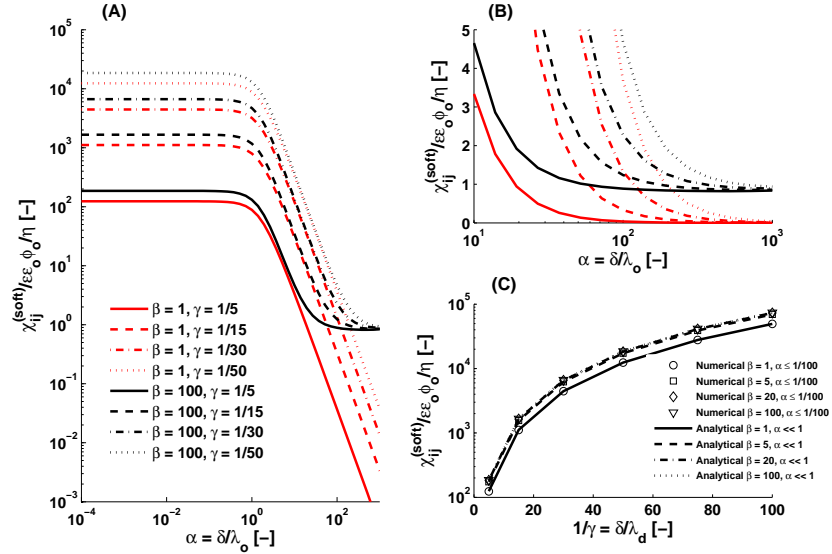 (A)
10^5
10^4
10^3
10^2
10^1
10^0
10^−1
10^−2
10^−3
χ_ij^(soft)/εε_o ϕ_o/η [−]
β = 1, γ = 1/5
β = 1, γ = 1/15
β = 1, γ = 1/30
β = 1, γ = 1/50
β = 100, γ = 1/5
β = 100, γ = 1/15
β = 100, γ = 1/30
β = 100, γ = 1/50
10^−4
10^−2
10^0
10^2
α = δ/λ_o [−]
(B)
5
4
3
2
1
0
χ_ij^(soft)/εε_o ϕ_o/η [−]
10^1
10^2
10^3
α = δ/λ_o [−]
(C)
10^5
10^4
10^3
10^2
χ_ij^(soft)/εε_o ϕ_o/η [−]
Numerical β = 1, α ≤ 1/100
Numerical β = 5, α ≤ 1/100
Numerical β = 20, α ≤ 1/100
Numerical β = 100, α ≤ 1/100
Analytical β = 1, α << 1
Analytical β = 5, α << 1
Analytical β = 20, α << 1
Analytical β = 100, α << 1
0
20
40
60
80
100
1/γ = δ/λ_d [−]